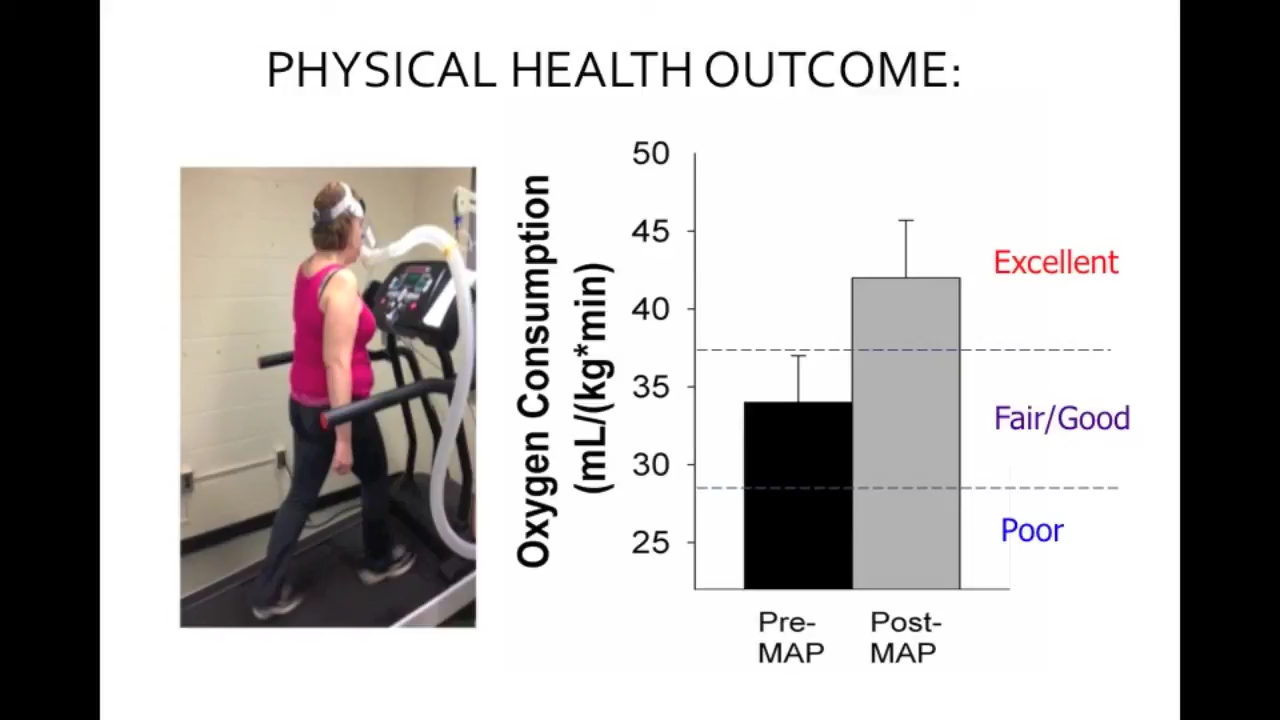 PHYSICAL HEALTH OUTCOME:
Oxygen Consumption
(mL/(kg*min)
50
45
40
35
30
25
Excellent
Fair/Good
Poor
Pre-
MAP
Post-
MAP